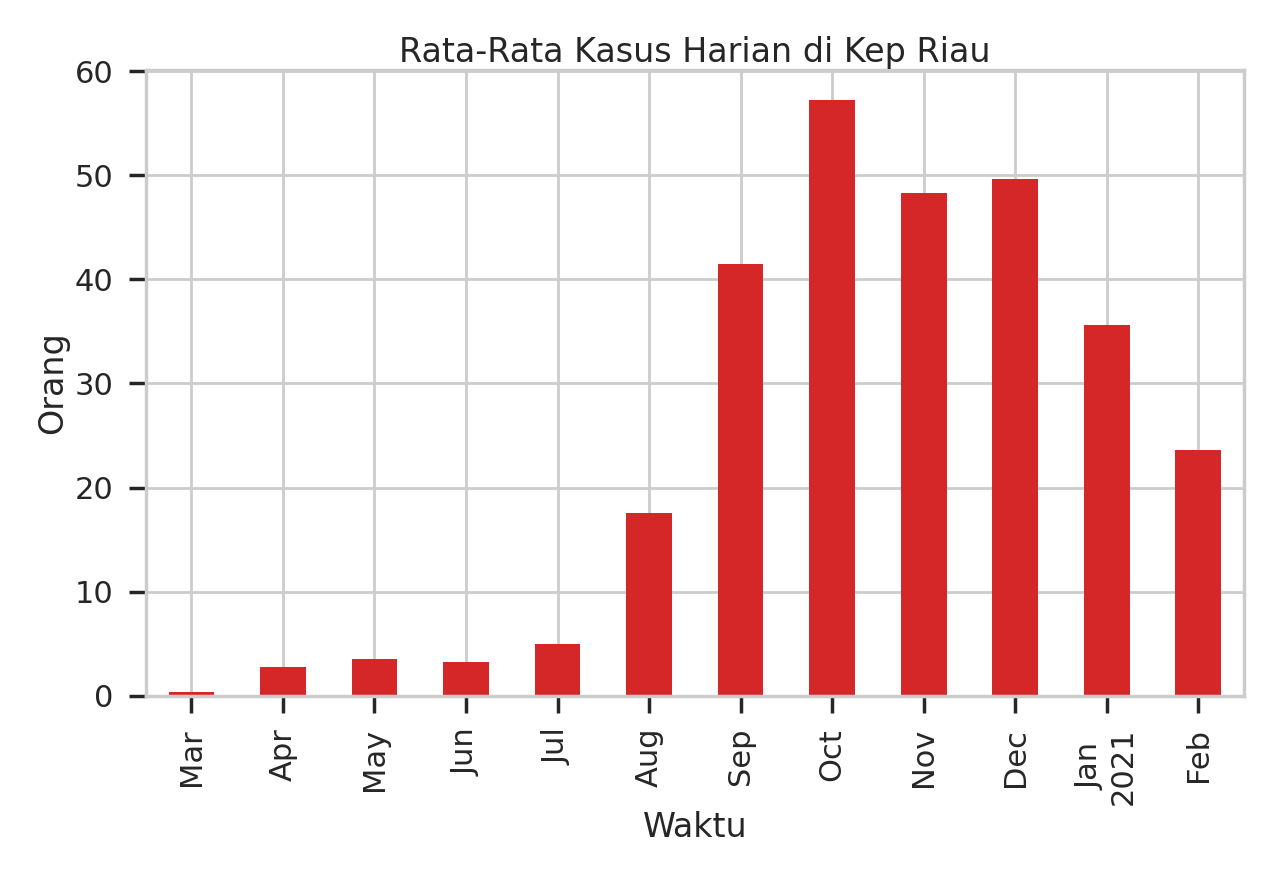 Rata-Rata Kasus Harian di Kep Riau
60
50
40
30
20
10
0
Orang
Mar
Apr
May
Jun
Jul
Aug
Sep
Oct
Nov
Dec
Jan
2021
Feb
Waktu